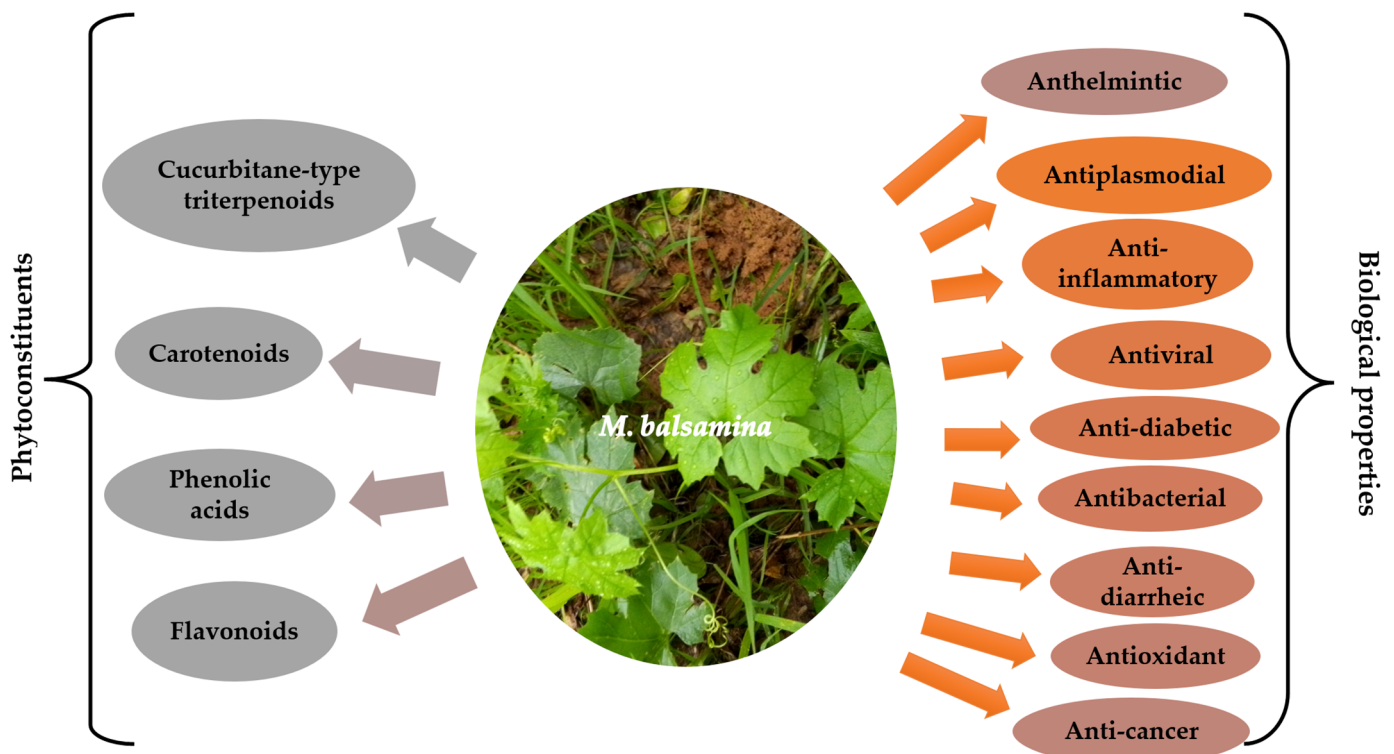 Phytoconstituents
Cucurbitane-type
triterpenoids
Carotenoids
Phenolic
acids
Flavonoids
M. balsamina
Anthelmintic
Antiplasmodial
Anti-
inflammatory
Antiviral
Anti-diabetic
Antibacterial
Anti-
diarrheic
Antioxidant
Anti-cancer
Biological properties